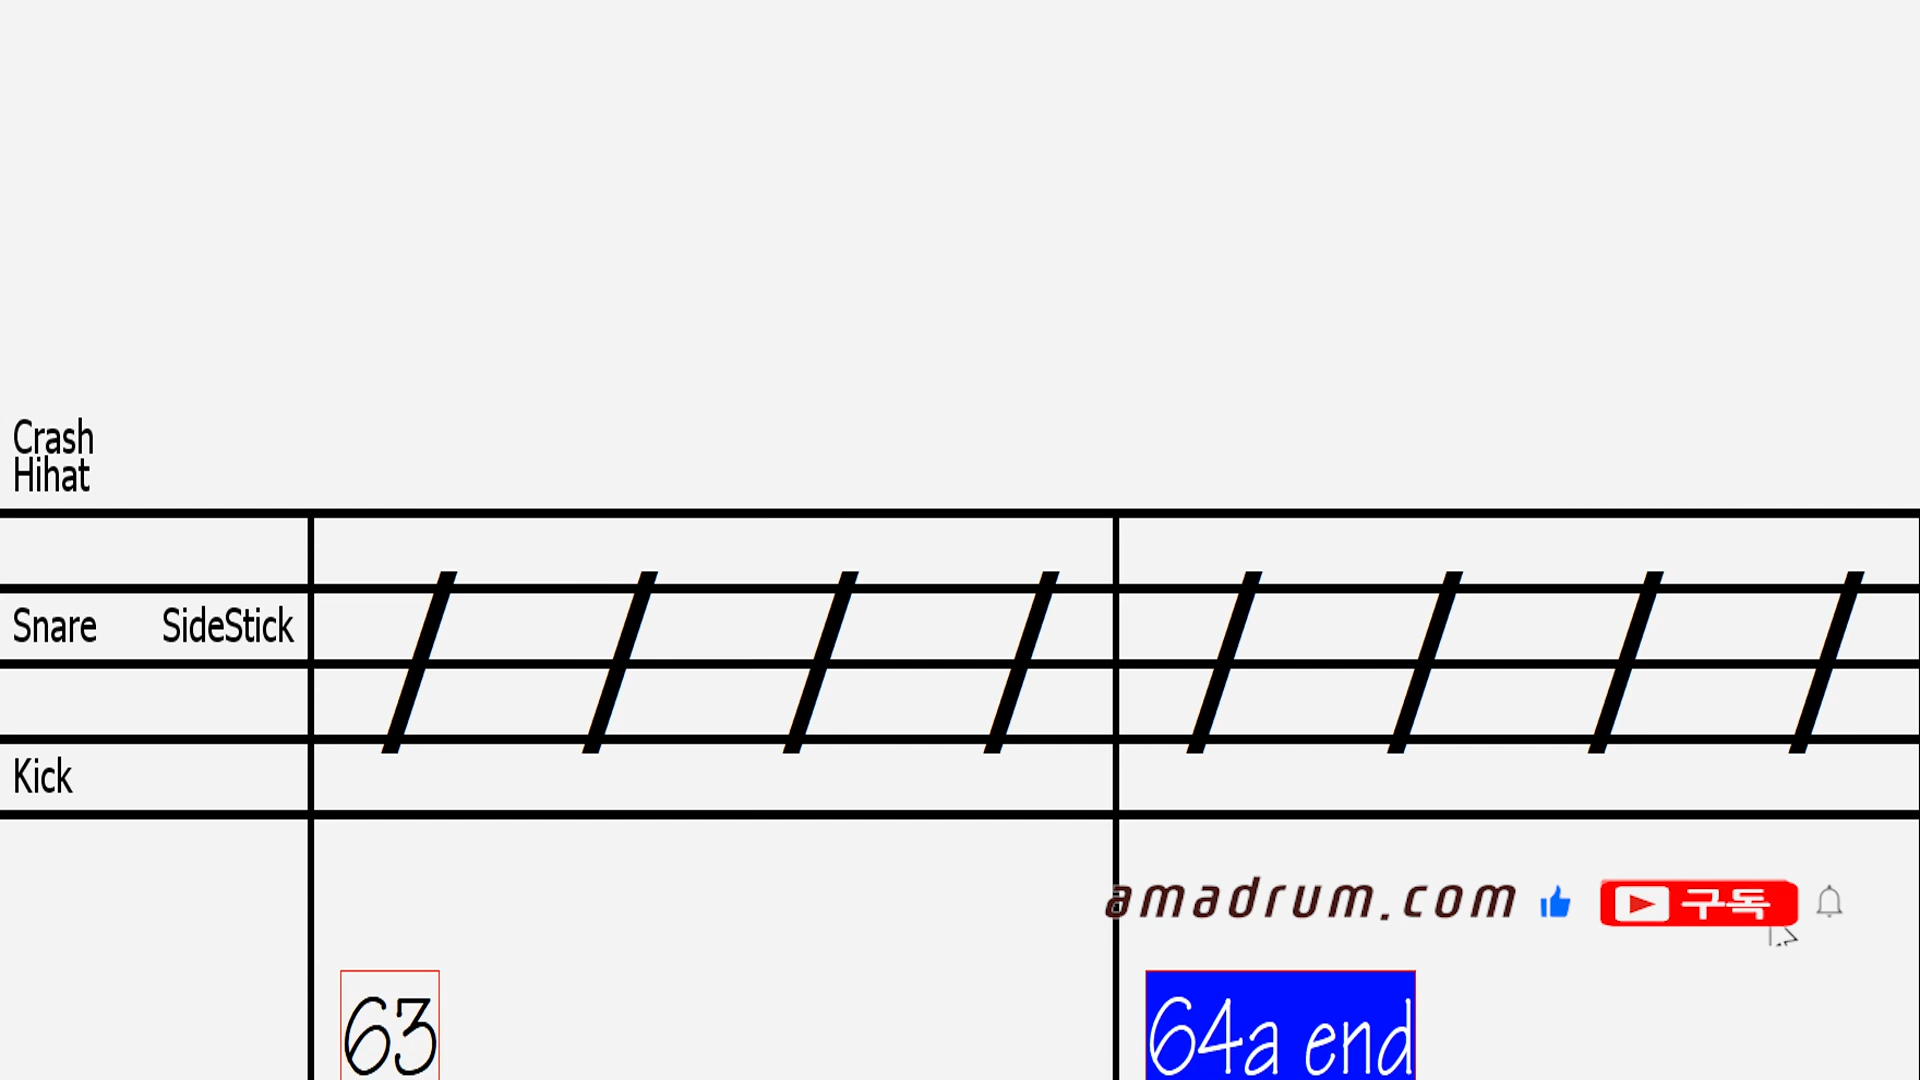 Crash
Hihat
Snare SideStick
Kick
amadrum.com 구독
63 64a end